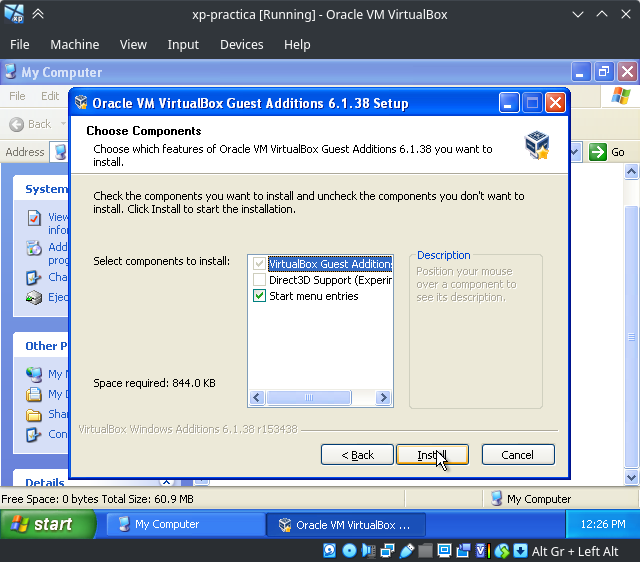 xp-practica [Running] - Oracle VM VirtualBox
File Machine View Input Devices Help
My Computer
File Edit
Back
Address Go
System
View
infor
Add
prog
Cha
Ejec
Other P
My N
My D
Shar
Con
Details
Oracle VM VirtualBox Guest Additions 6.1.38 Setup
Choose Components
Choose which features of Oracle VM VirtualBox Guest Additions 6.1.38 you want to
install.
Check the components you want to install and uncheck the components you don't want to
install. Click Install to start the installation.
Select components to install:
VirtualBox Guest Additions
Direct3D Support (Experin
Start menu entries
Description
Position your mouse
over a component to
see its description.
Space required: 844.0 KB
VirtualBox Windows Additions 6.1.38 r153438
< Back Install Cancel
Free Space: 0 bytes Total Size: 60.9 MB My Computer
start My Computer Oracle VM VirtualBox ... 12:26 PM
Alt Gr + Left Alt